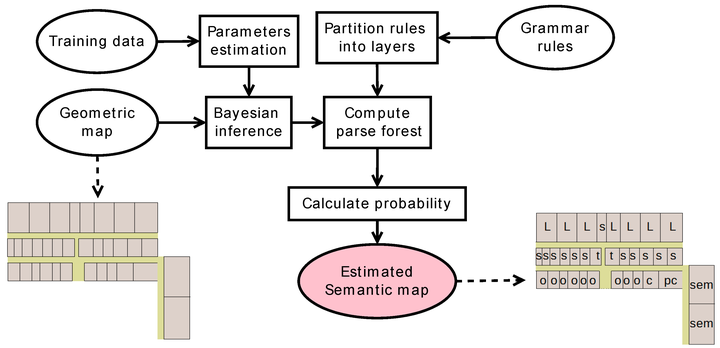 Training data
Parameters
estimation
Partition rules
into layers
Grammar
rules
Geometric
map
Bayesian
inference
Compute
parse forest
Calculate probability
Estimated
Semantic map
L L L s L L L L
s s s s s s s t t s s s s s
o o o o o o o o o c pc
sem
sem